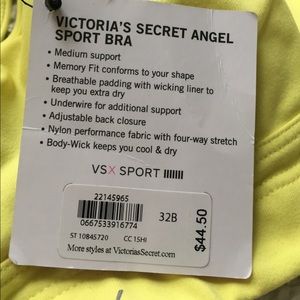 VICTORIA'S SECRET ANGEL
SPORT BRA
• Medium support
• Memory Fit conforms to your shape
• Breathable padding with wicking liner to
keep you extra dry
• Underwire for additional support
• Adjustable back closure
• Nylon performance fabric with four-way stretch
• Body-Wick keeps you cool & dry
VSX SPORT
22145965
0667533916774
32B
$44.50
ST 10845720 CC 1SHI
More styles at VictoriasSecret.com